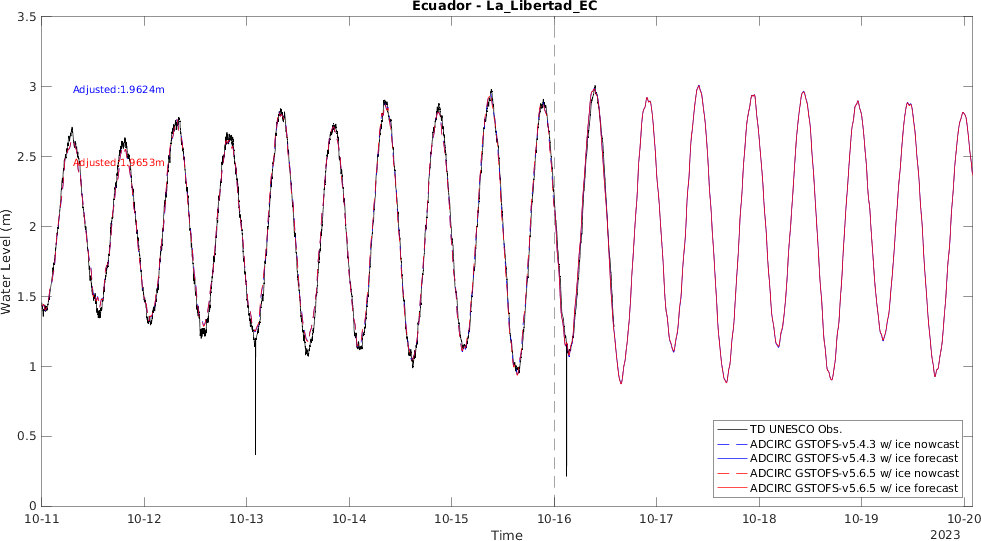 Ecuador - La_Libertad_EC
3.5
3
2.5
2
1.5
1
0.5
0
Water Level (m)
Adjusted:1.9624m
Adjusted:1.9653m
TD UNESCO Obs.
ADCIRC GSTOFS-v5.4.3 w/ ice nowcast
ADCIRC GSTOFS-v5.4.3 w/ ice forecast
ADCIRC GSTOFS-v5.6.5 w/ ice nowcast
ADCIRC GSTOFS-v5.6.5 w/ ice forecast
10-11 10-12 10-13 10-14 10-15 10-16 10-17 10-18 10-19 10-20
Time
2023